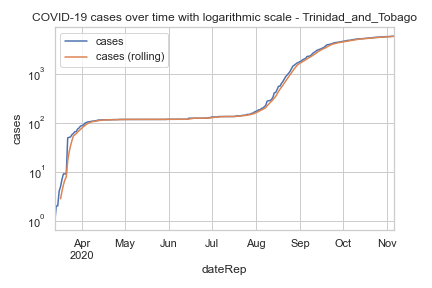 COVID-19 cases over time with logarithmic scale - Trinidad_and_Tobago
cases
cases (rolling)
10³
10²
10¹
10⁰
cases
Apr May Jun Jul Aug Sep Oct Nov
2020
dateRep